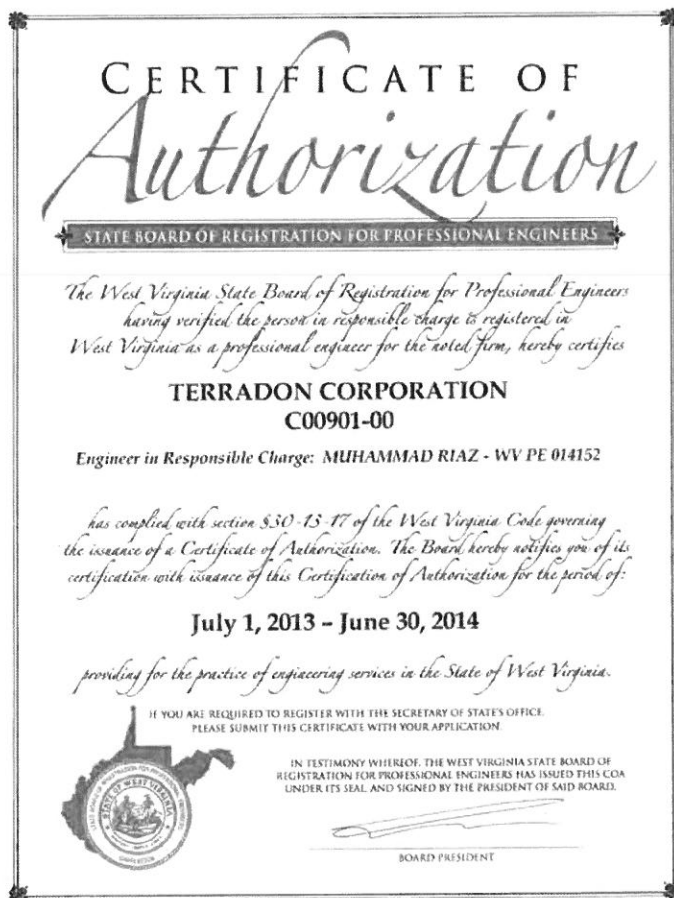 CERTIFICATE OF
Authorization
STATE BOARD OF REGISTRATION FOR PROFESSIONAL ENGINEERS
The West Virginia State Board of Registration for Professional Engineers
having verified the person in responsible charge is registered in
West Virginia as a professional engineer for the noted firm, hereby certifies
TERRADON CORPORATION
C00901-00
Engineer in Responsible Charge: MUHAMMAD RIAZ - WV PE 014152
has complied with section §30-13-17 of the West Virginia Code governing
the issuance of a Certificate of Authorization. The Board hereby notifies you of its
certification with issuance of this Certification of Authorization for the period of:
July 1, 2013 – June 30, 2014
providing for the practice of engineering services in the State of West Virginia.
IF YOU ARE REQUIRED TO REGISTER WITH THE SECRETARY OF STATE'S OFFICE,
PLEASE SUBMIT THIS CERTIFICATE WITH YOUR APPLICATION.
IN TESTIMONY WHEREOF, THE WEST VIRGINIA STATE BOARD OF
REGISTRATION FOR PROFESSIONAL ENGINEERS HAS ISSUED THIS COA
UNDER ITS SEAL, AND SIGNED BY THE PRESIDENT OF SAID BOARD.
STATE OF WEST VIRGINIA
BOARD PRESIDENT